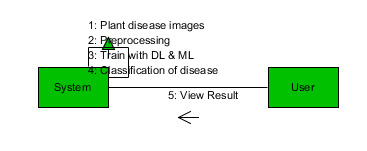 1: Plant disease images
2: Preprocessing
3: Train with DL & ML
4: Classification of disease
System
User
5: View Result